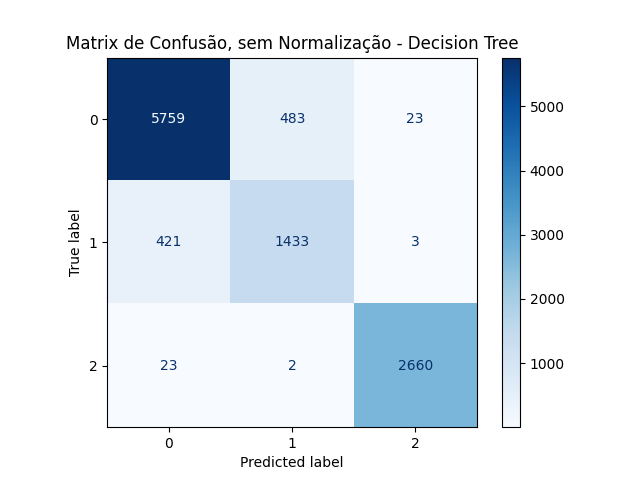 Matriz de Confusão, sem Normalização - Decision Tree
0
5759 483 23
1
421 1433 3
2
23 2 2660
0 1 2
Predicted label
True label
5000
4000
3000
2000
1000